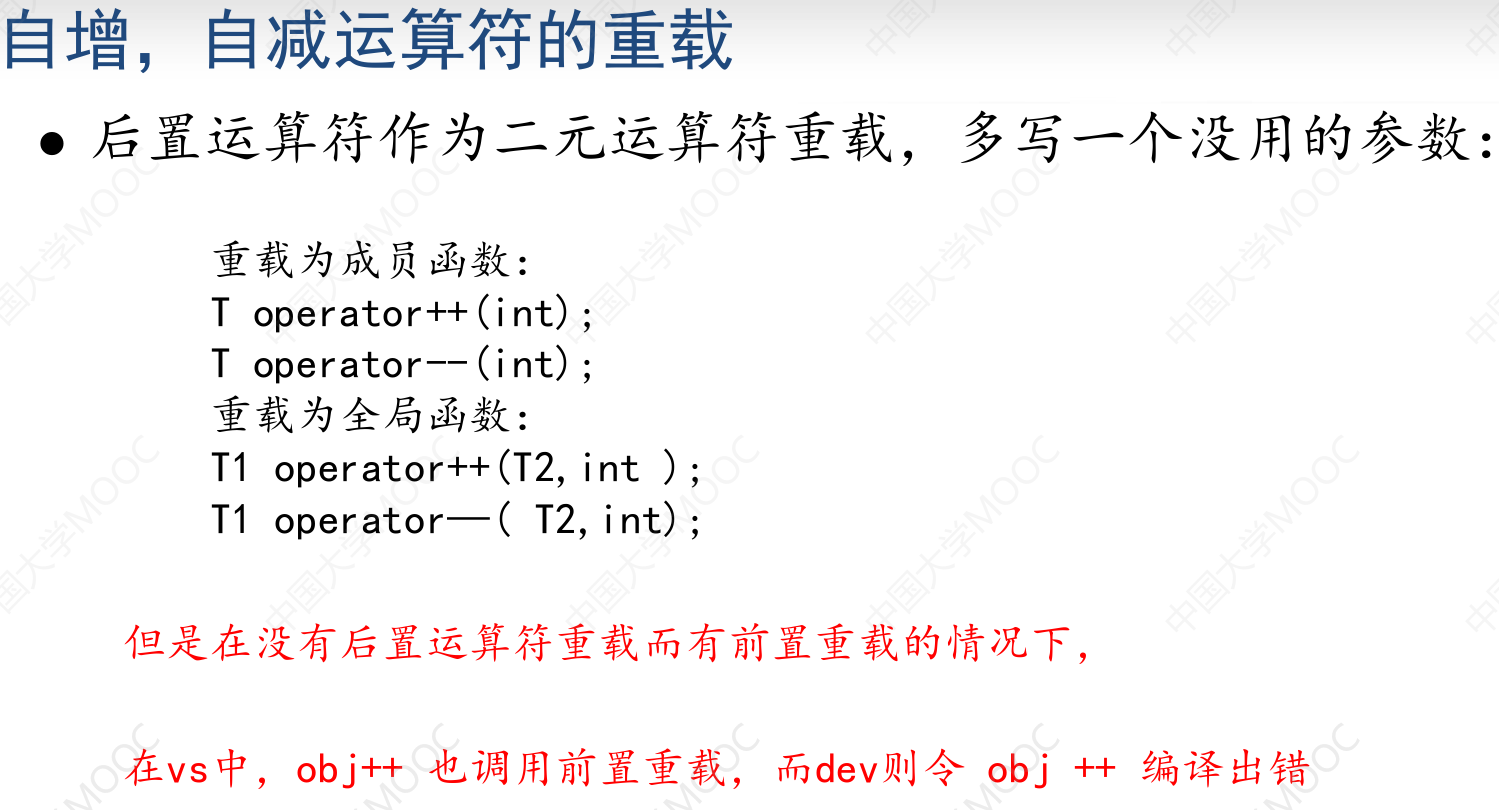 自增，自减运算符的重载
● 后置运算符作为二元运算符重载，多写一个没用的参数：
重载为成员函数：
T operator++(int);
T operator--(int);
重载为全局函数：
T1 operator++(T2,int );
T1 operator—( T2,int);
但是在没有后置运算符重载而有前置重载的情况下，
在vs中，obj++ 也调用前置重载，而dev则令 obj ++ 编译出错